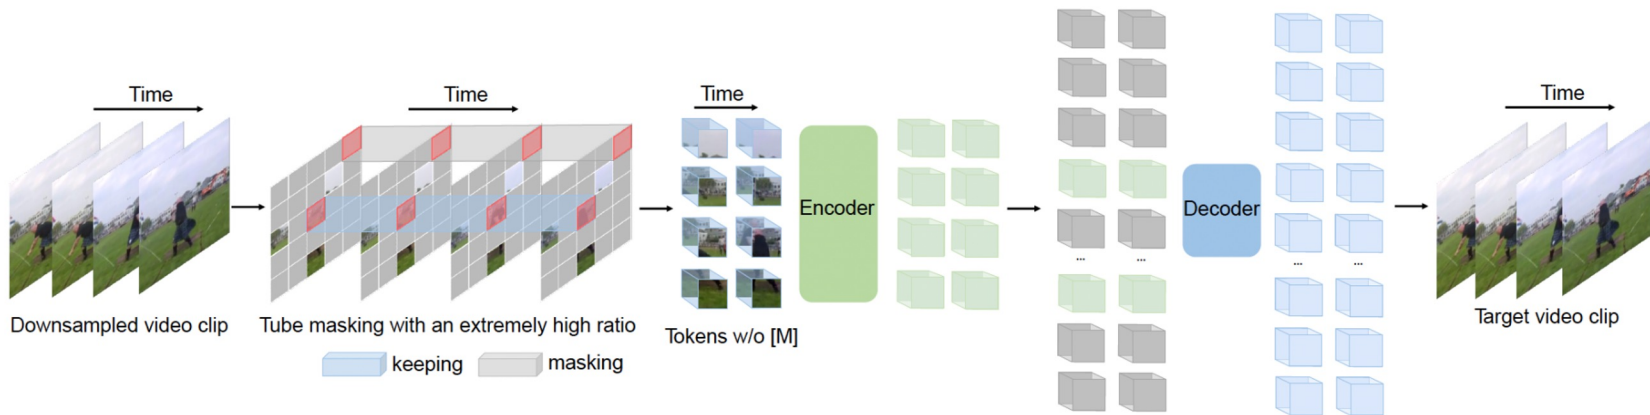 Time
Time
Time
Time
Encoder
Decoder
... ...
... ...
Downsampled video clip
Tube masking with an extremely high ratio
Tokens w/o [M]
Target video clip
keeping
masking